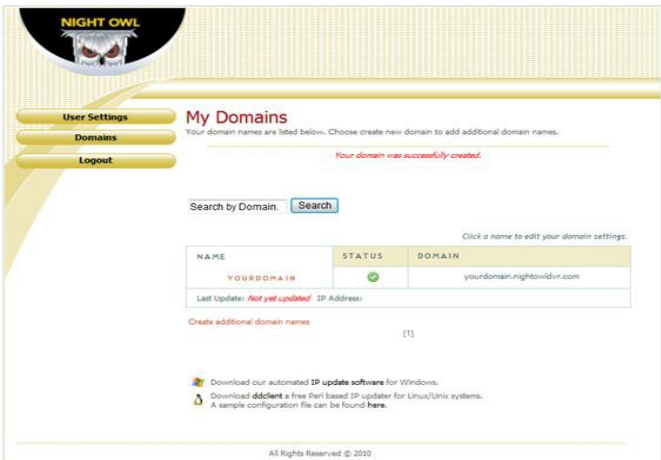 NIGHT OWL
User Settings
Domains
Logout
My Domains
Your domain names are listed below. Choose create new domain to add additional domain names.
Your domain was successfully created.
Search by Domain. Search
Click a name to edit your domain settings.
NAME STATUS DOMAIN
YOURDOMAIN yourdomain.nightowldvr.com
Last Update: Not yet updated IP Address:
Create additional domain names
[1]
Download our automated IP update software for Windows.
Download ddclient a free Perl based IP updater for Linux/Unix systems.
A sample configuration file can be found here.
All Rights Reserved © 2010